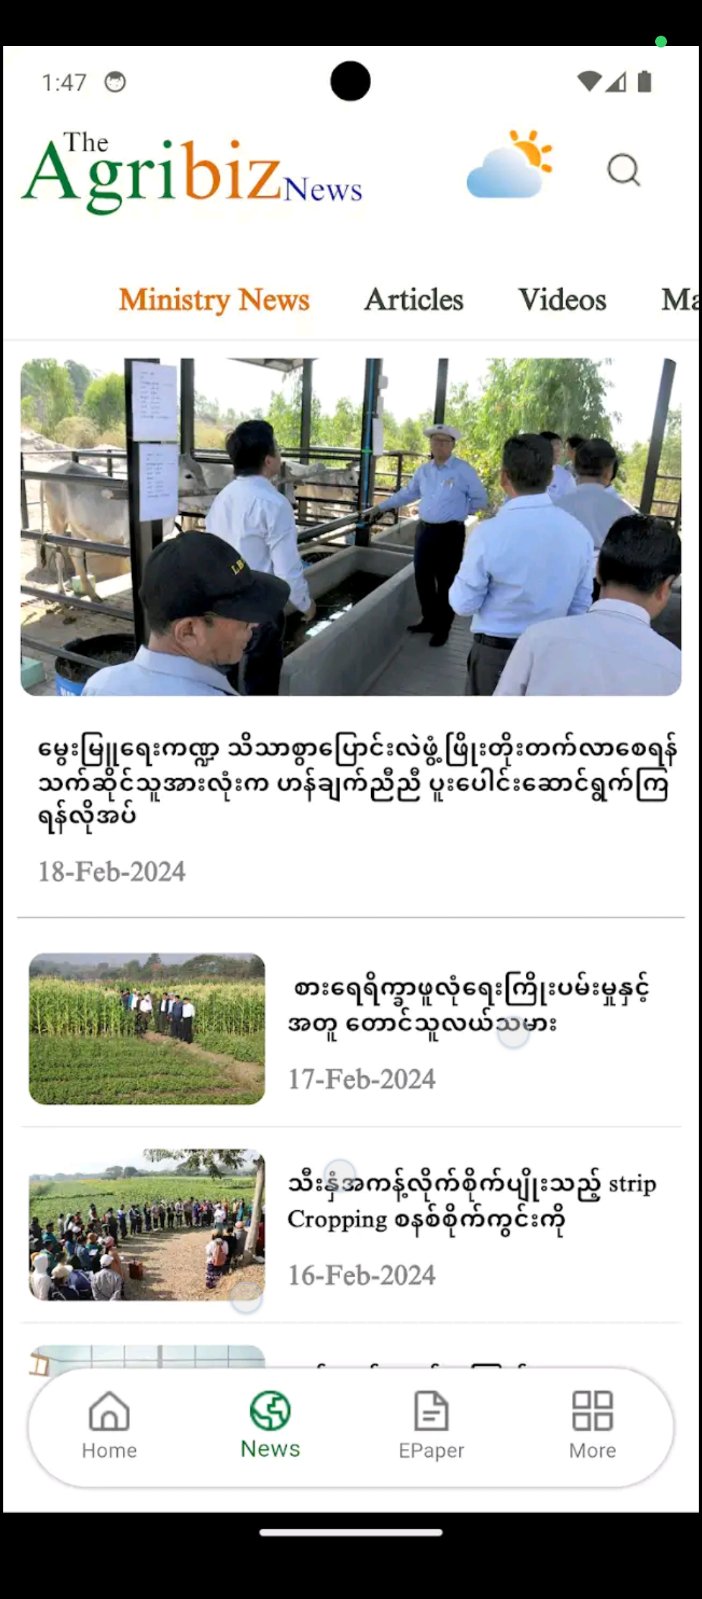 1:47
The
Agribiz News
Ministry News Articles Videos Ma
မွေးမြူရေးကဏ္ဍ သိသာစွာပြောင်းလဲဖွံ့ဖြိုးတိုးတက်လာစေရန်
သက်ဆိုင်သူအားလုံးက ဟန်ချက်ညီညီ ပူးပေါင်းဆောင်ရွက်ကြ
ရန်လိုအပ်
18-Feb-2024
စားရေရိက္ခာဖူလုံရေးကြိုးပမ်းမှုနှင့်
အတူ တောင်သူလယ်သမား
17-Feb-2024
သီးနှံအကန့်လိုက်စိုက်ပျိုးသည့် strip
Cropping စနစ်စိုက်ကွင်းကို
16-Feb-2024
Home News EPaper More